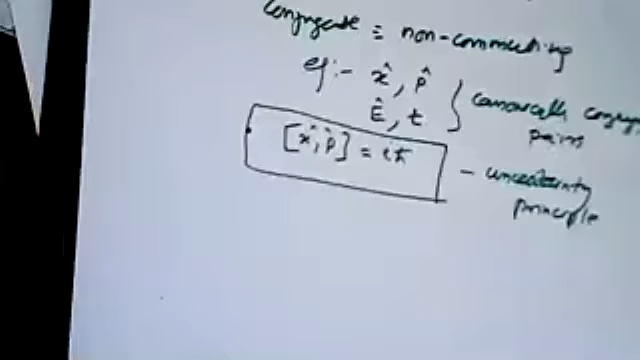 conjugate ≡ non-commuting
eg:- x̂, p̂
Ê, t } canonically conjugate pairs
[x̂, p̂] = iħ - uncertainty
principle